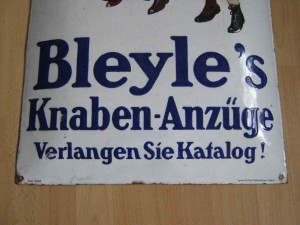 Bleyle's
Knaben-Anzüge
Verlangen Sie Katalog!